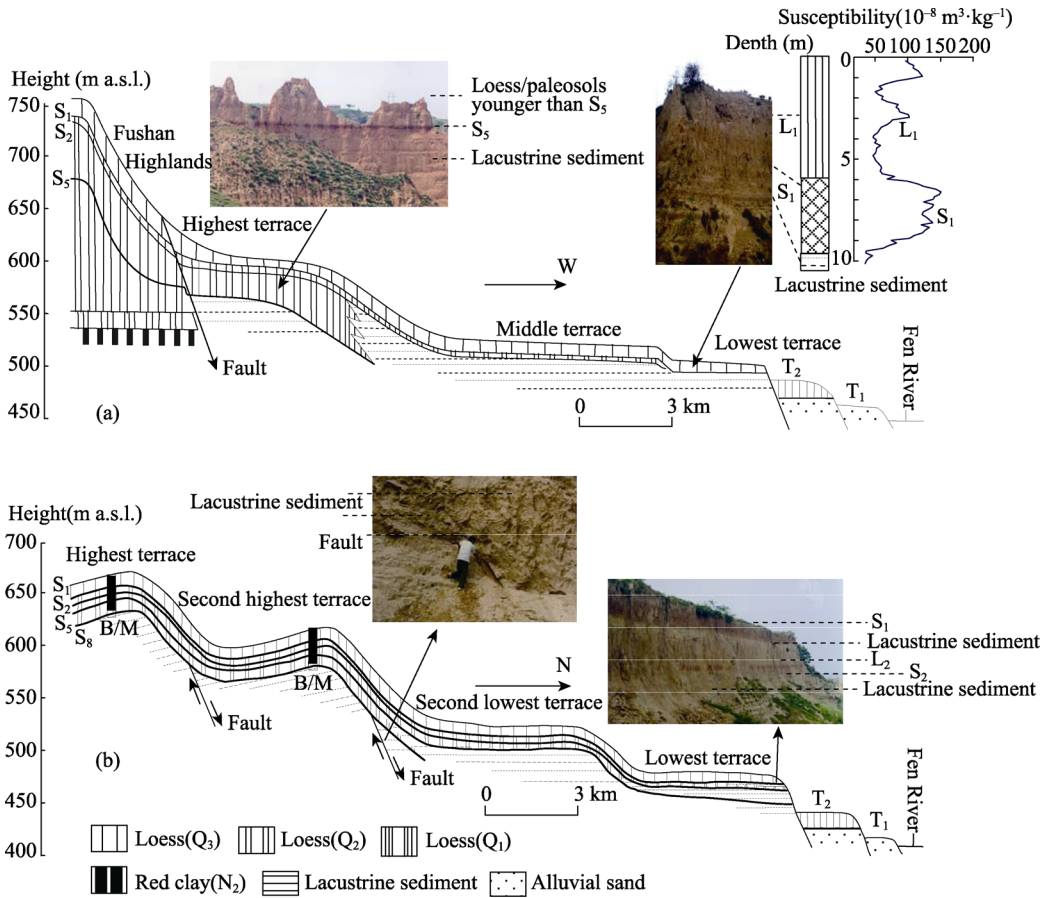 Susceptibility(10⁻⁸ m³·kg⁻¹)
Depth (m)
0 50 100 150 200
Height (m a.s.l.)
750
S₁
S₂
Fushan
Highlands
Loess/paleosols
younger than S₅
S₅
Lacustrine sediment
L₁
L₁
5
700
S₅
650
Highest terrace
S₁
S₁
10
Lacustrine sediment
600
W
550
Middle terrace
Lowest terrace
500
Fault
T₂
T₁
Fen River
450
(a)
0 3 km
Lacustrine sediment
Height(m a.s.l.)
Fault
700
Highest terrace
650
S₁
S₂
S₅
S₈
B/M
Second highest terrace
S₁
Lacustrine sediment
L₂
S₂
Lacustrine sediment
600
B/M
N
550
Fault
Second lowest terrace
500
(b)
Fault
Lowest terrace
Fen River
450
0 3 km
T₂
T₁
400
Loess(Q₃) Loess(Q₂) Loess(Q₁)
Red clay(N₂) Lacustrine sediment Alluvial sand